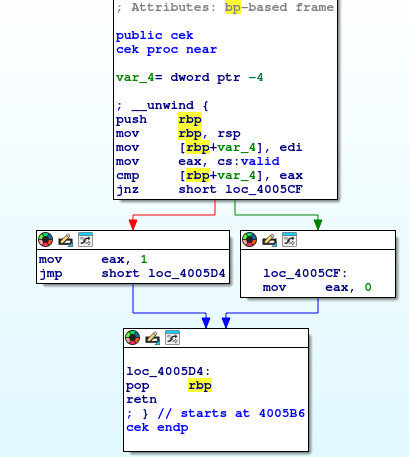 ; Attributes: bp-based frame
public cek
cek proc near
var_4= dword ptr -4
; __unwind {
push rbp
mov rbp, rsp
mov [rbp+var_4], edi
mov eax, cs:valid
cmp [rbp+var_4], eax
jnz short loc_4005CF
mov eax, 1
jmp short loc_4005D4
loc_4005CF:
mov eax, 0
loc_4005D4:
pop rbp
retn
; } // starts at 4005B6
cek endp